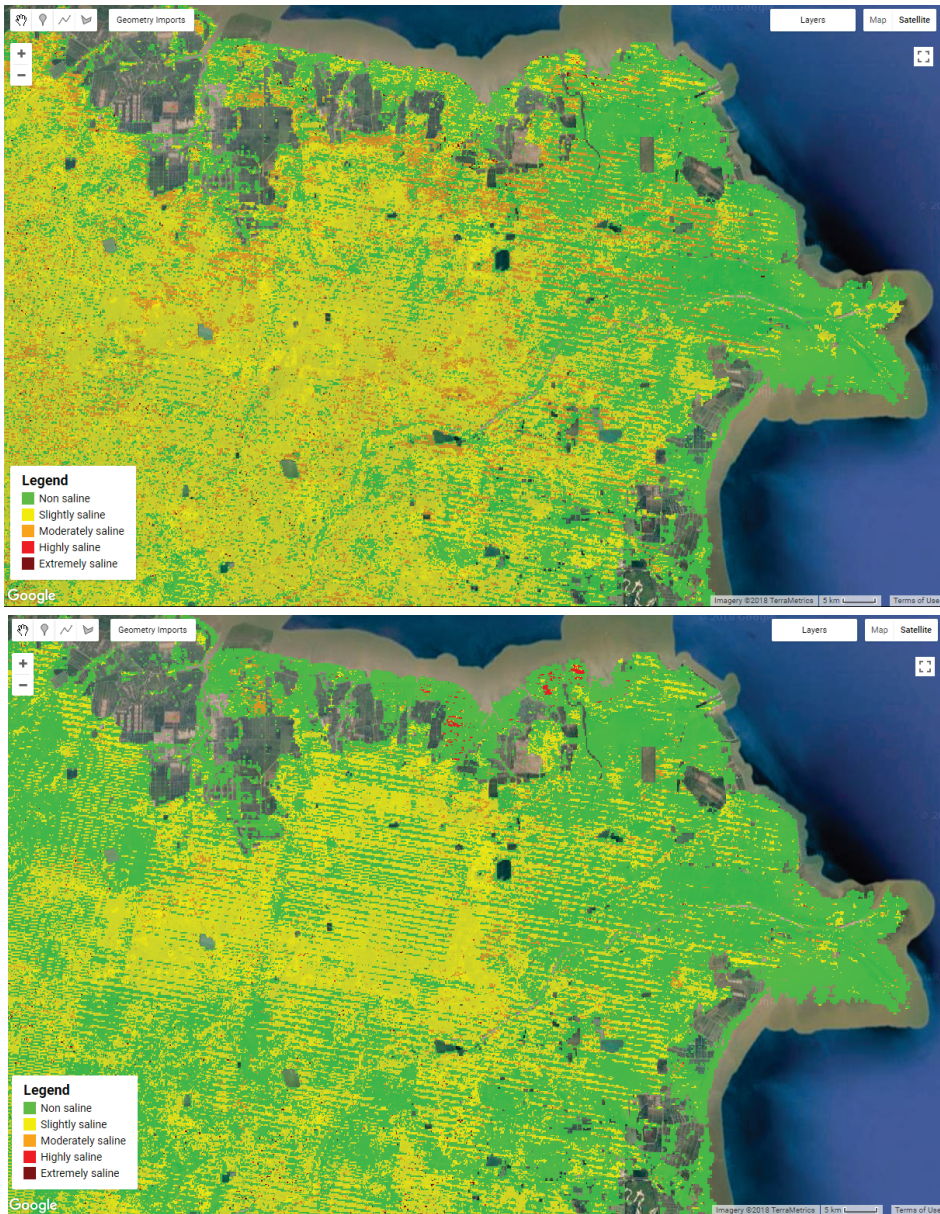 Geometry Imports
Layers
Map
Satellite
+
−
Legend
Non saline
Slightly saline
Moderately saline
Highly saline
Extremely saline
Google
Imagery ©2018 TerraMetrics
5 km
Terms of Use
Geometry Imports
Layers
Map
Satellite
+
−
Legend
Non saline
Slightly saline
Moderately saline
Highly saline
Extremely saline
Google
Imagery ©2018 TerraMetrics
5 km
Terms of Use